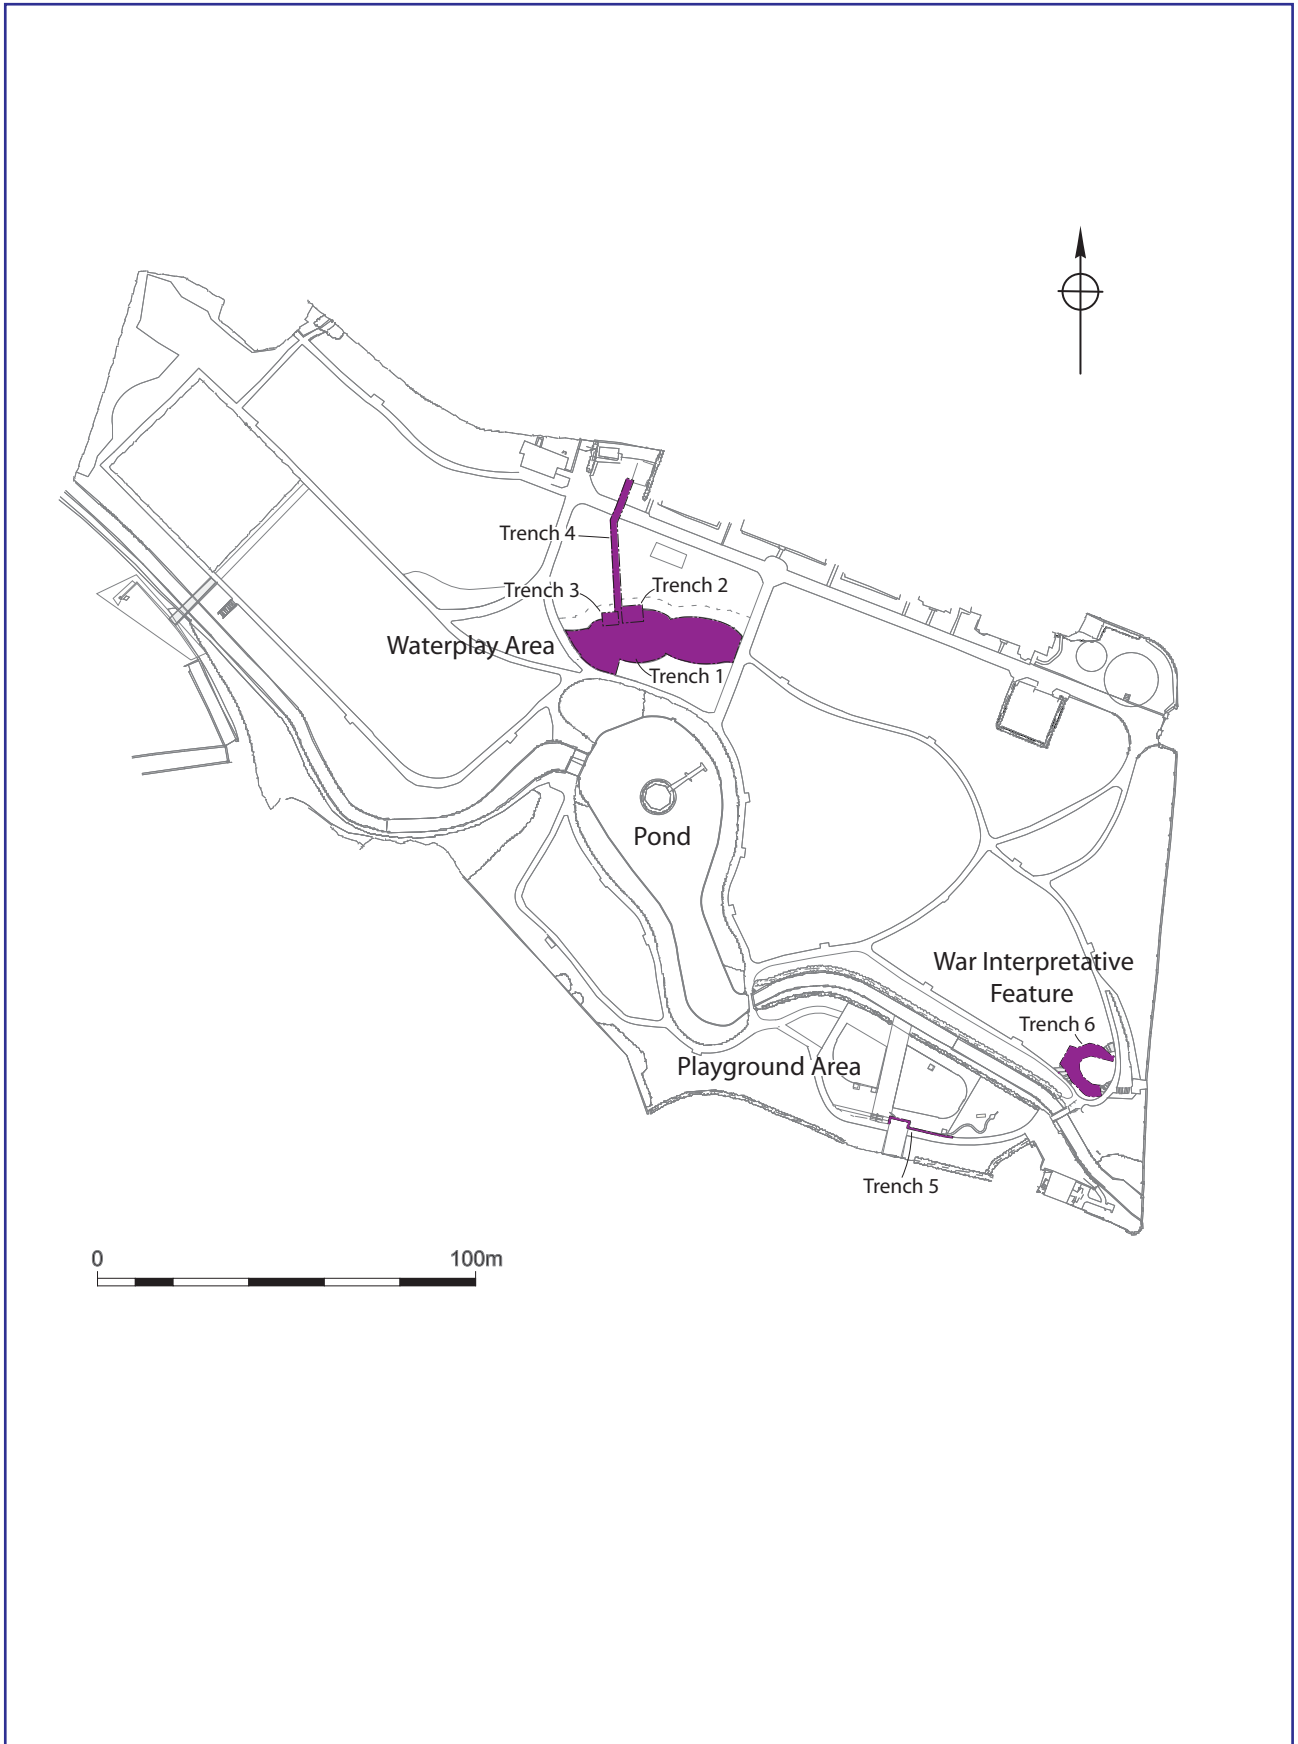 Trench 4
Trench 3
Trench 2
Waterplay Area
Trench 1
Pond
War Interpretative
Feature
Trench 6
Playground Area
Trench 5
0
100m